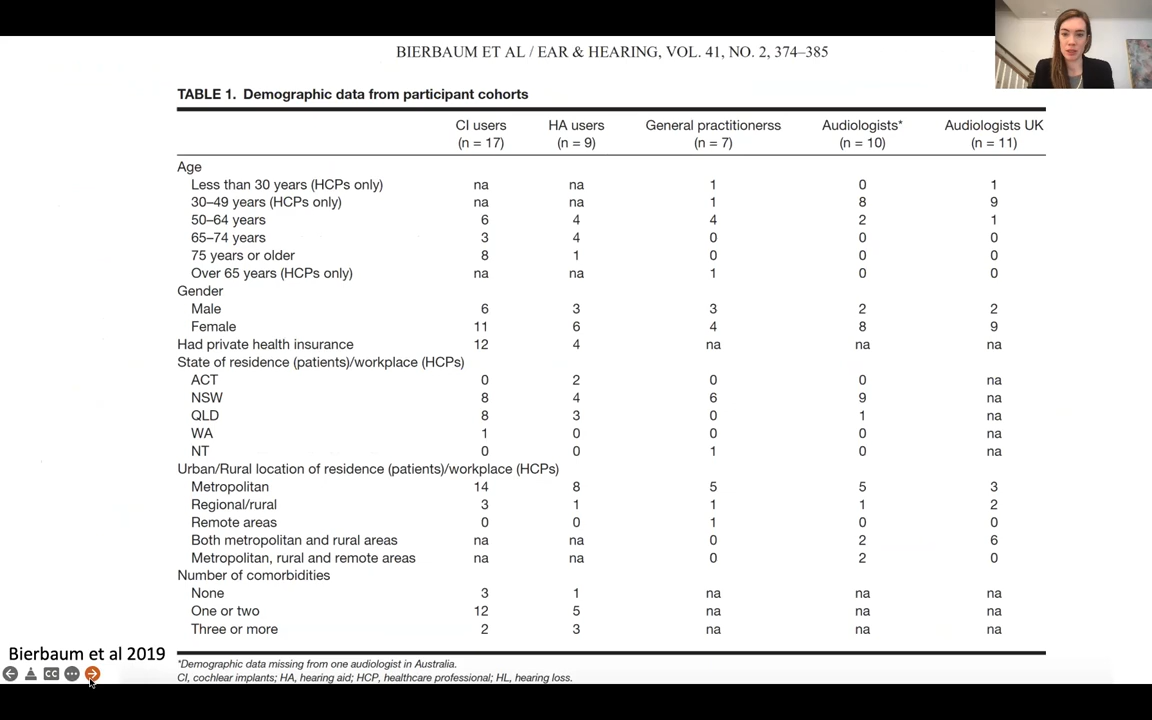 BIERBAUM ET AL / EAR & HEARING, VOL. 41, NO. 2, 374–385
TABLE 1. Demographic data from participant cohorts
CI users HA users General practitionerss Audiologists* Audiologists UK
(n = 17) (n = 9) (n = 7) (n = 10) (n = 11)
Age
Less than 30 years (HCPs only) na na 1 0 1
30–49 years (HCPs only) na na 1 8 9
50–64 years 6 4 4 2 1
65–74 years 3 4 0 0 0
75 years or older 8 1 0 0 0
Over 65 years (HCPs only) na na 1 0 0
Gender
Male 6 3 3 2 2
Female 11 6 4 8 9
Had private health insurance 12 4 na na na
State of residence (patients)/workplace (HCPs)
ACT 0 2 0 0 na
NSW 8 4 6 9 na
QLD 8 3 0 1 na
WA 1 0 0 0 na
NT 0 0 1 0 na
Urban/Rural location of residence (patients)/workplace (HCPs)
Metropolitan 14 8 5 5 3
Regional/rural 3 1 1 1 2
Remote areas 0 0 1 0 0
Both metropolitan and rural areas na na 0 2 6
Metropolitan, rural and remote areas na na 0 2 0
Number of comorbidities
None 3 1 na na na
One or two 12 5 na na na
Three or more 2 3 na na na
Bierbaum et al 2019
CC
*Demographic data missing from one audiologist in Australia.
CI, cochlear implants; HA, hearing aid; HCP, healthcare professional; HL, hearing loss.